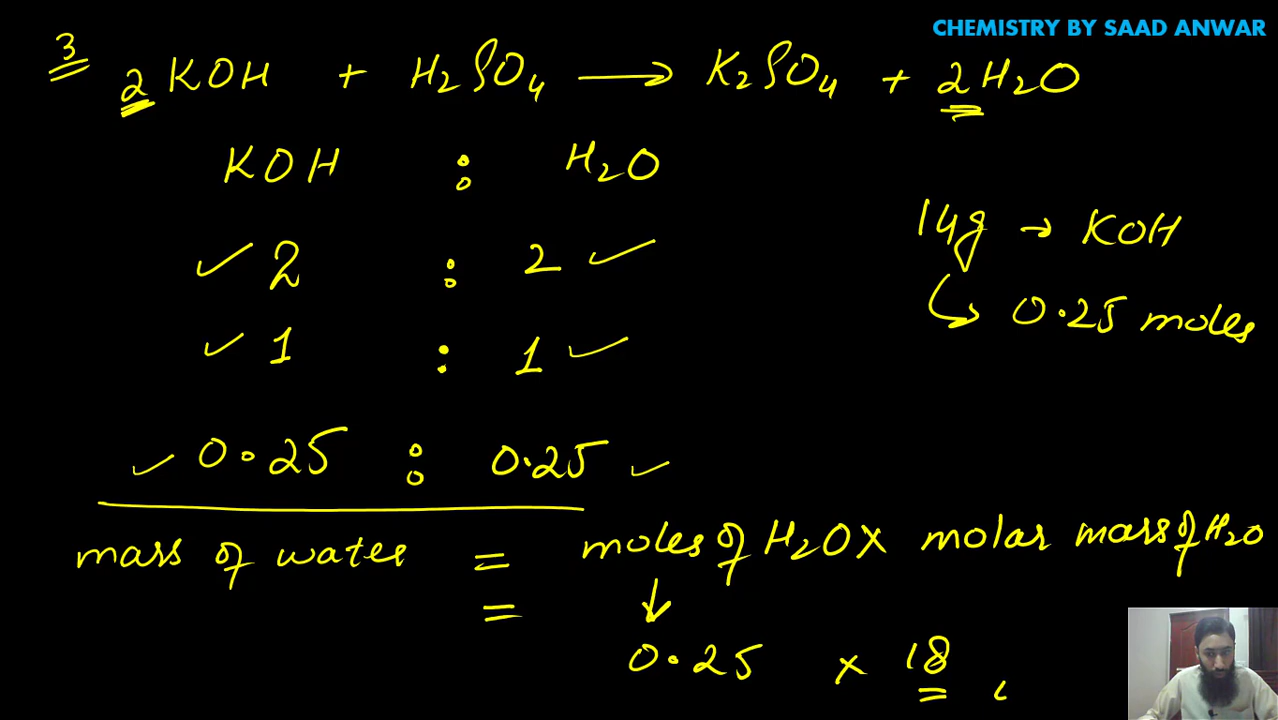 CHEMISTRY BY SAAD ANWAR
3 2KOH + H2SO4 → K2SO4 + 2H2O
KOH : H2O
14g → KOH
✓ 2 : 2 ✓
↳ 0.25 moles
✓ 1 : 1 ✓
✓ 0.25 : 0.25 ✓
mass of water = moles of H2O x molar mass of H2O
= ↓
0.25 x 18